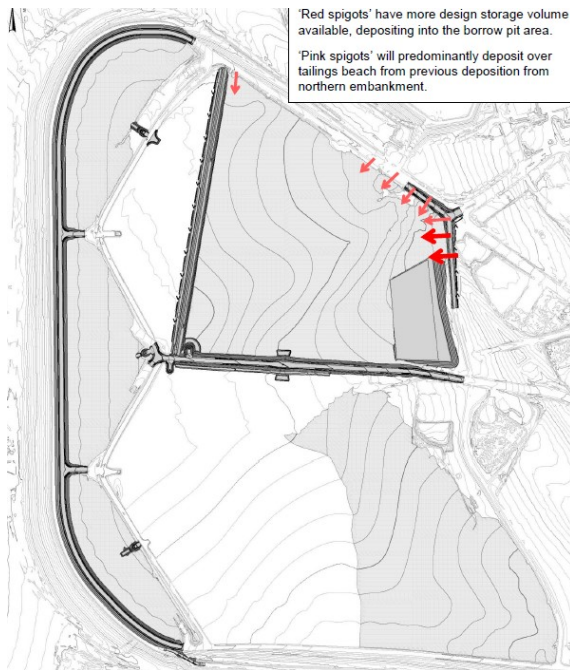 ‘Red spigots’ have more design storage volume
available, depositing into the borrow pit area.
‘Pink spigots’ will predominantly deposit over
tailings beach from previous deposition from
northern embankment.